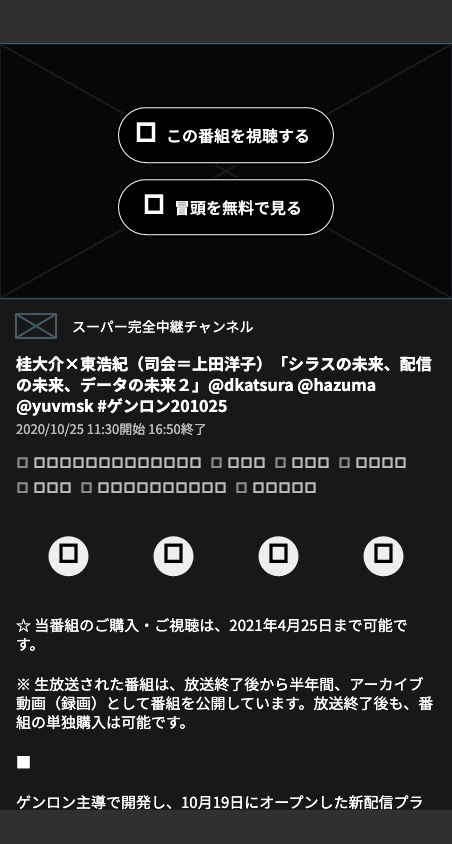 この番組を視聴する
冒頭を無料で見る
スーパー完全中継チャンネル
桂大介×東浩紀（司会＝上田洋子）「シラスの未来、配信
の未来、データの未来２」@dkatsura @hazuma
@yuvmsk #ゲンロン201025
2020/10/25 11:30開始 16:50終了
☆ 当番組のご購入・ご視聴は、2021年4月25日まで可能で
す。
※ 生放送された番組は、放送終了後から半年間、アーカイブ
動画（録画）として番組を公開しています。放送終了後も、番
組の単独購入は可能です。
■
ゲンロン主導で開発し、10月19日にオープンした新配信プラ